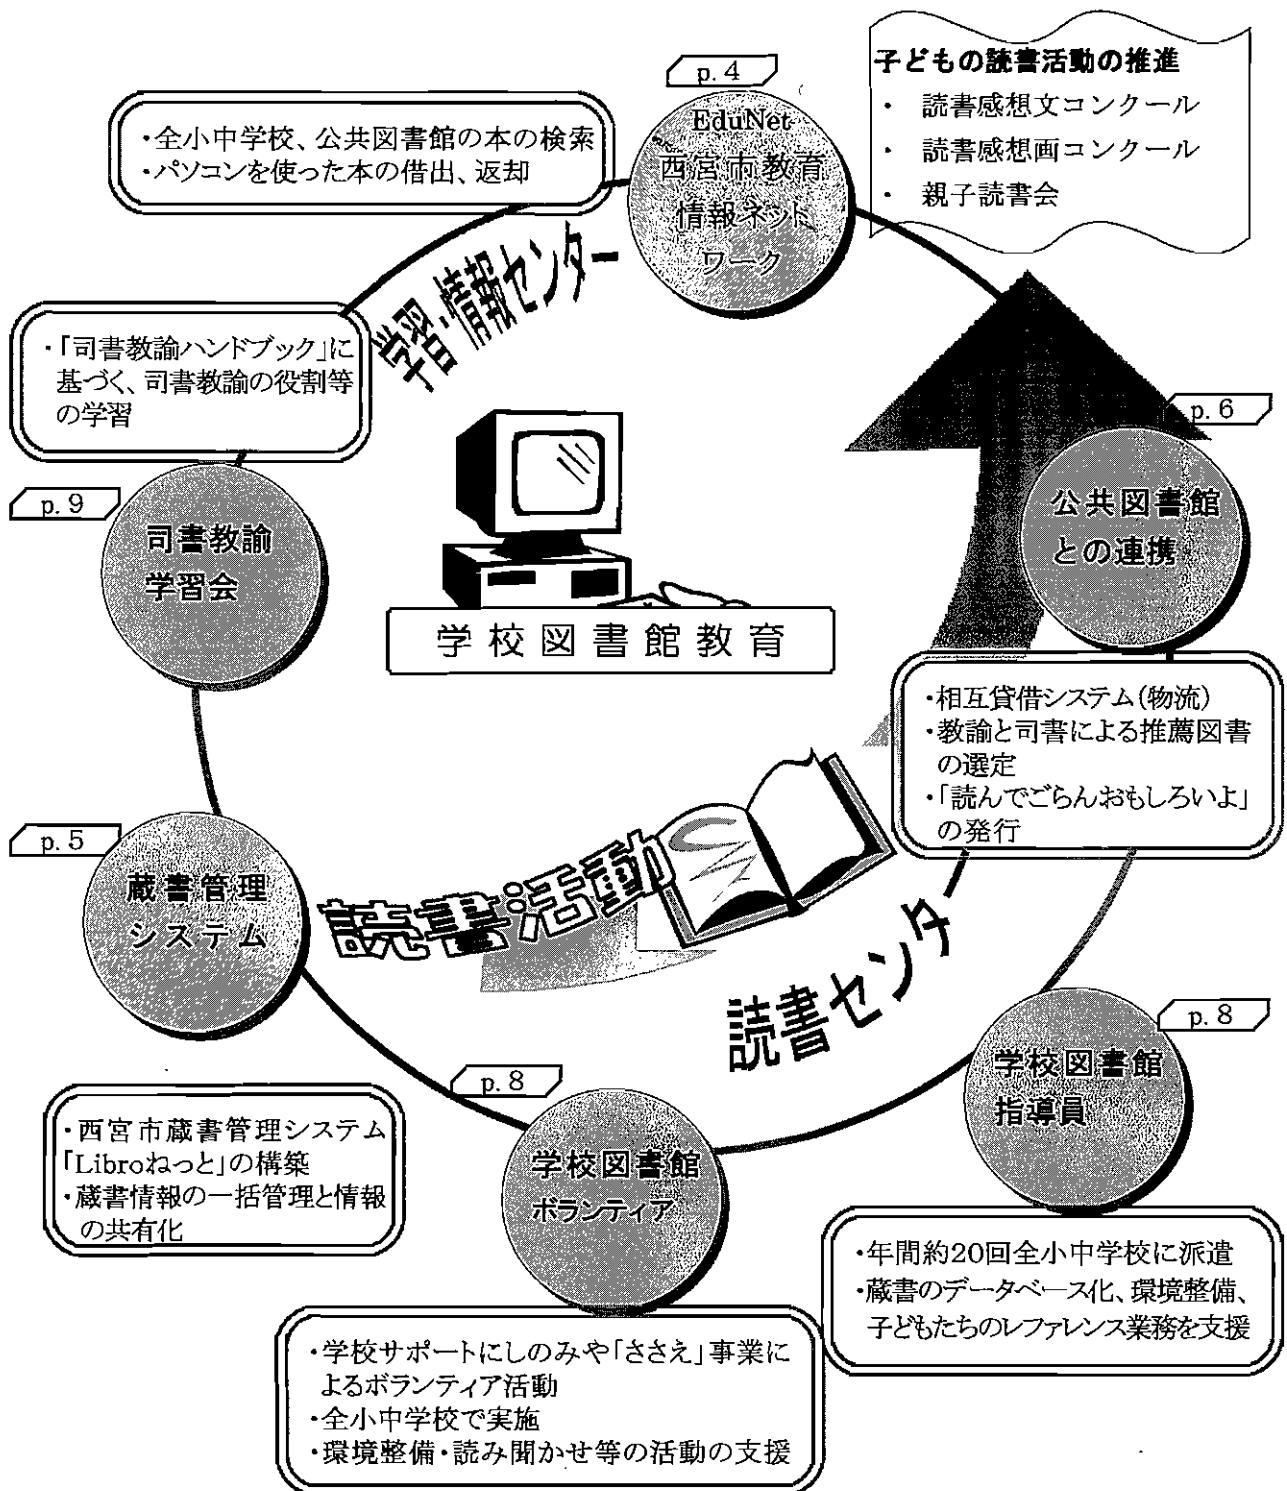 子どもの読書活動の推進
・ 読書感想文コンクール
・ 読書感想画コンクール
・ 親子読書会
p. 4
EduNet
西宮市教育
情報ネット
ワーク
・全小中学校、公共図書館の本の検索
・パソコンを使った本の借出、返却
学習・情報センター
・「司書教諭ハンドブック」に
基づく、司書教諭の役割等
の学習
p. 9
司書教諭
学習会
学校図書館教育
p. 6
公共図書館
との連携
・相互貸借システム(物流)
・教諭と司書による推薦図書
の選定
・「読んでごらんおもしろいよ」
の発行
p. 5
蔵書管理
システム
・西宮市蔵書管理システム
「Libroねっと」の構築
・蔵書情報の一括管理と情報
の共有化
読書活動
読書センター
p. 8
学校図書館
ボランティア
・学校サポートにしのみや「ささえ」事業に
よるボランティア活動
・全小中学校で実施
・環境整備・読み聞かせ等の活動の支援
p. 8
学校図書館
指導員
・年間約20回全小中学校に派遣
・蔵書のデータベース化、環境整備、
子どもたちのレファレンス業務を支援